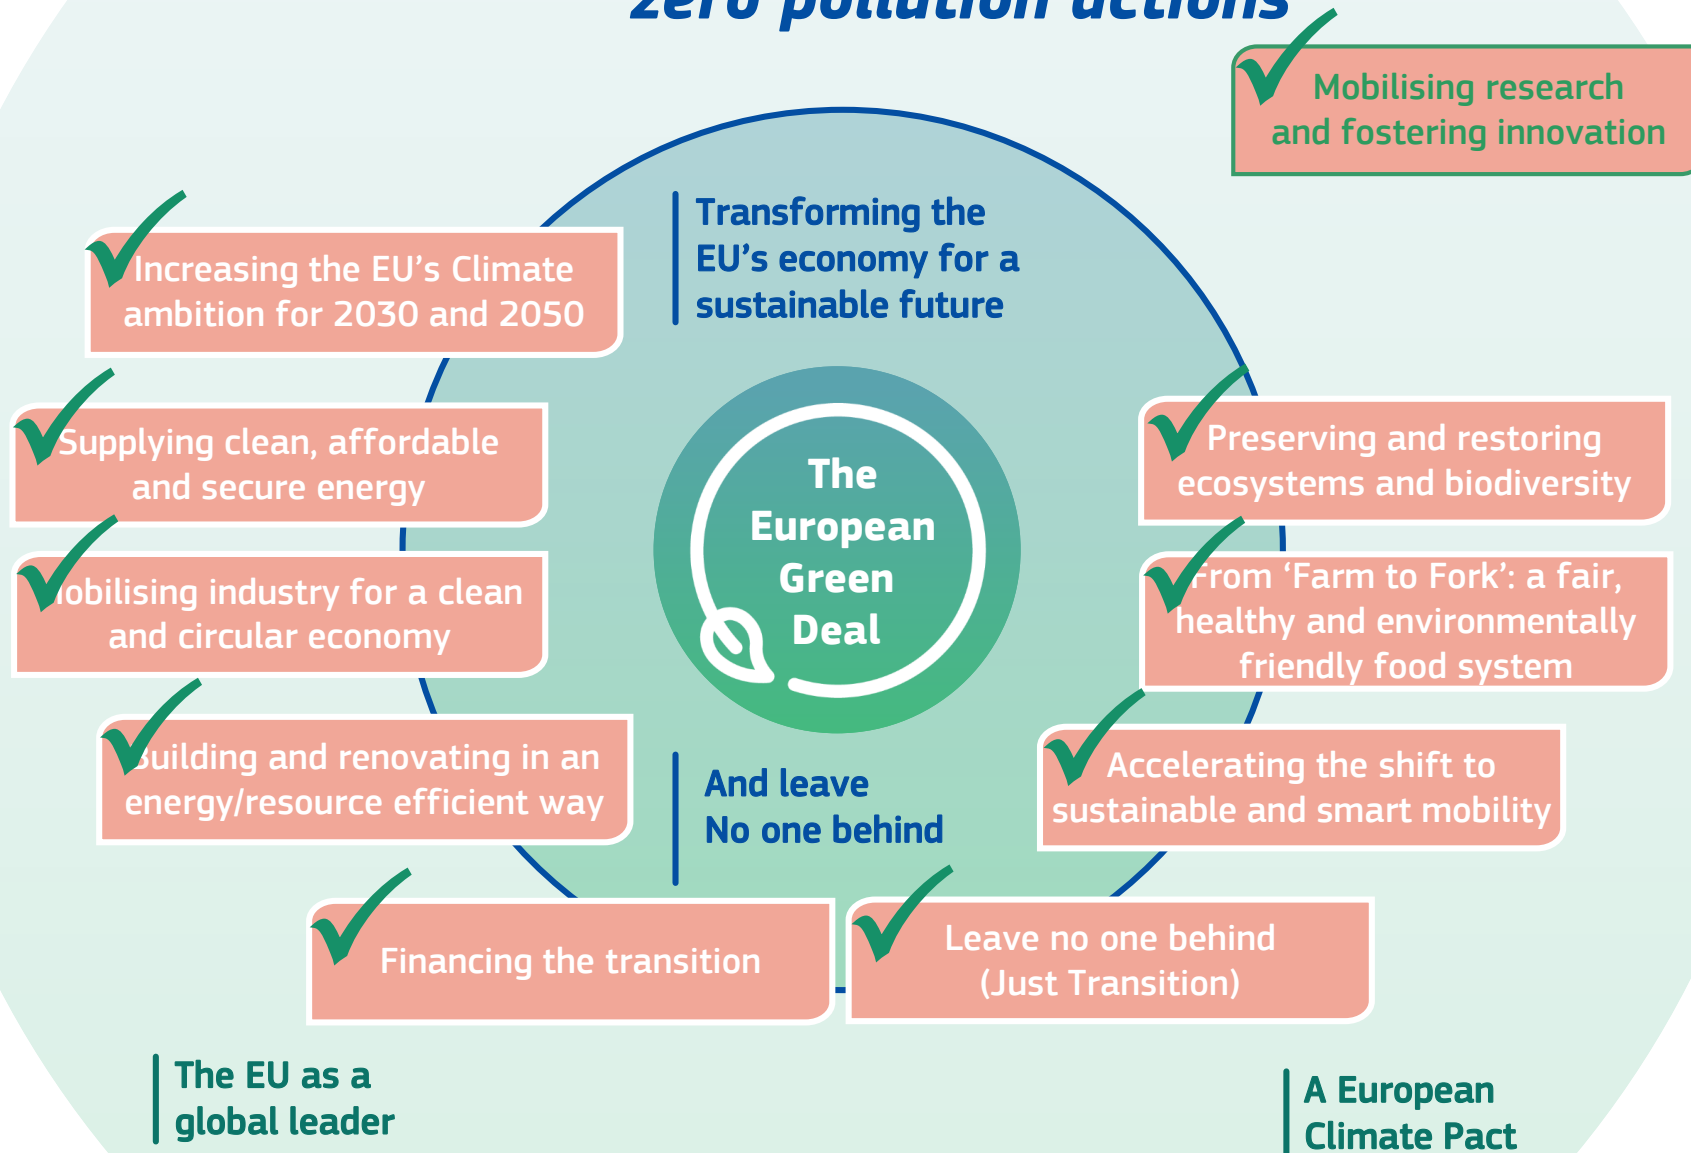 zero pollution actions
Mobilising research
and fostering innovation
Transforming the
EU's economy for a
sustainable future
Increasing the EU's Climate
ambition for 2030 and 2050
Supplying clean, affordable
and secure energy
Mobilising industry for a clean
and circular economy
Building and renovating in an
energy/resource efficient way
The
European
Green
Deal
Preserving and restoring
ecosystems and biodiversity
From ‘Farm to Fork’: a fair,
healthy and environmentally
friendly food system
Accelerating the shift to
sustainable and smart mobility
And leave
No one behind
Financing the transition
Leave no one behind
(Just Transition)
The EU as a
global leader
A European
Climate Pact